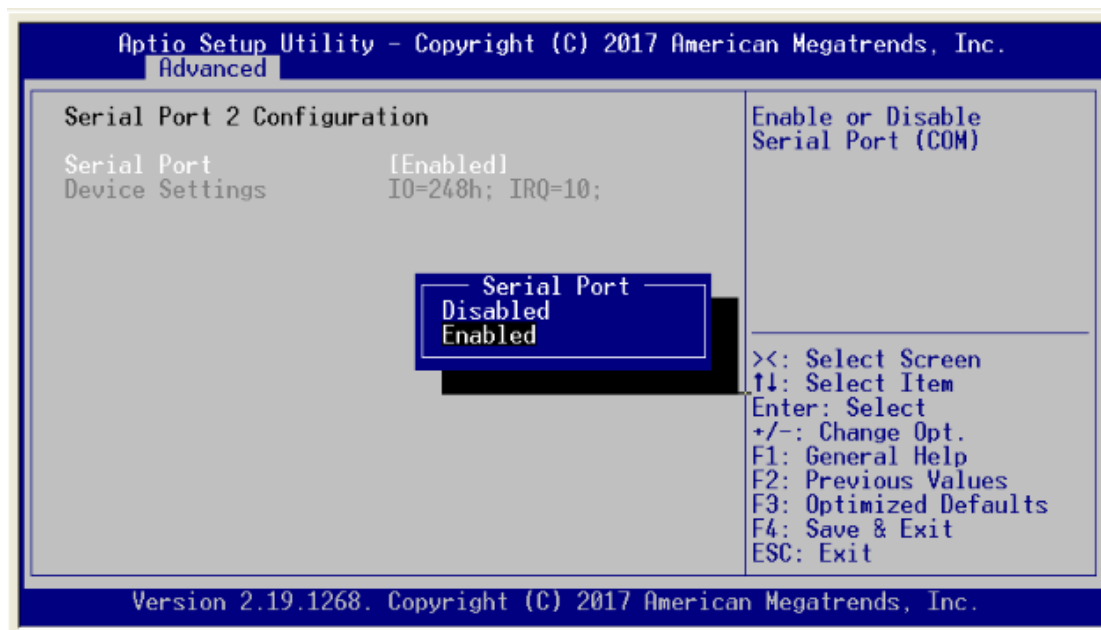 Aptio Setup Utility – Copyright (C) 2017 American Megatrends, Inc.
Advanced
Serial Port 2 Configuration
Serial Port [Enabled]
Device Settings IO=248h; IRQ=10;
Serial Port
Disabled
Enabled
Enable or Disable
Serial Port (COM)
><: Select Screen
↑↓: Select Item
Enter: Select
+/-: Change Opt.
F1: General Help
F2: Previous Values
F3: Optimized Defaults
F4: Save & Exit
ESC: Exit
Version 2.19.1268. Copyright (C) 2017 American Megatrends, Inc.